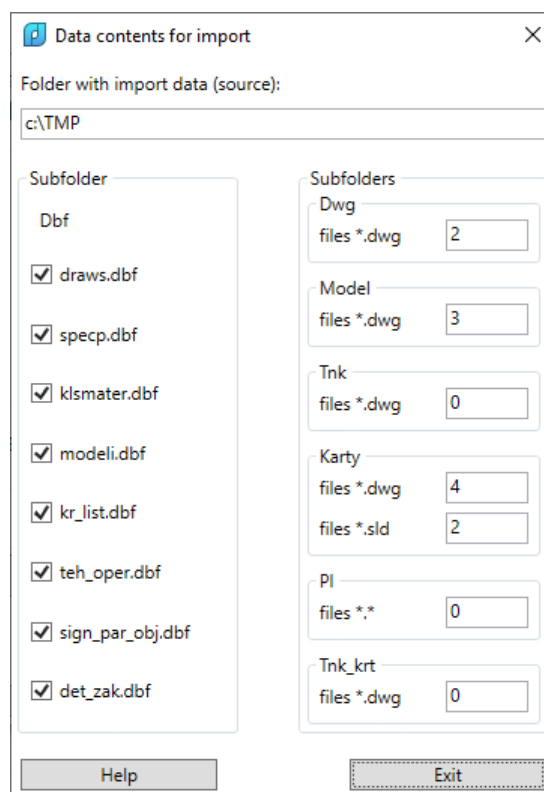 Data contents for import
Folder with import data (source):
c:\TMP
Subfolder
Dbf
draws.dbf
specp.dbf
klsmater.dbf
modeli.dbf
kr_list.dbf
teh_oper.dbf
sign_par_obj.dbf
det_zak.dbf
Subfolders
Dwg
files *.dwg 2
Model
files *.dwg 3
Tnk
files *.dwg 0
Karty
files *.dwg 4
files *.sld 2
Pl
files *.* 0
Tnk_krt
files *.dwg 0
Help
Exit